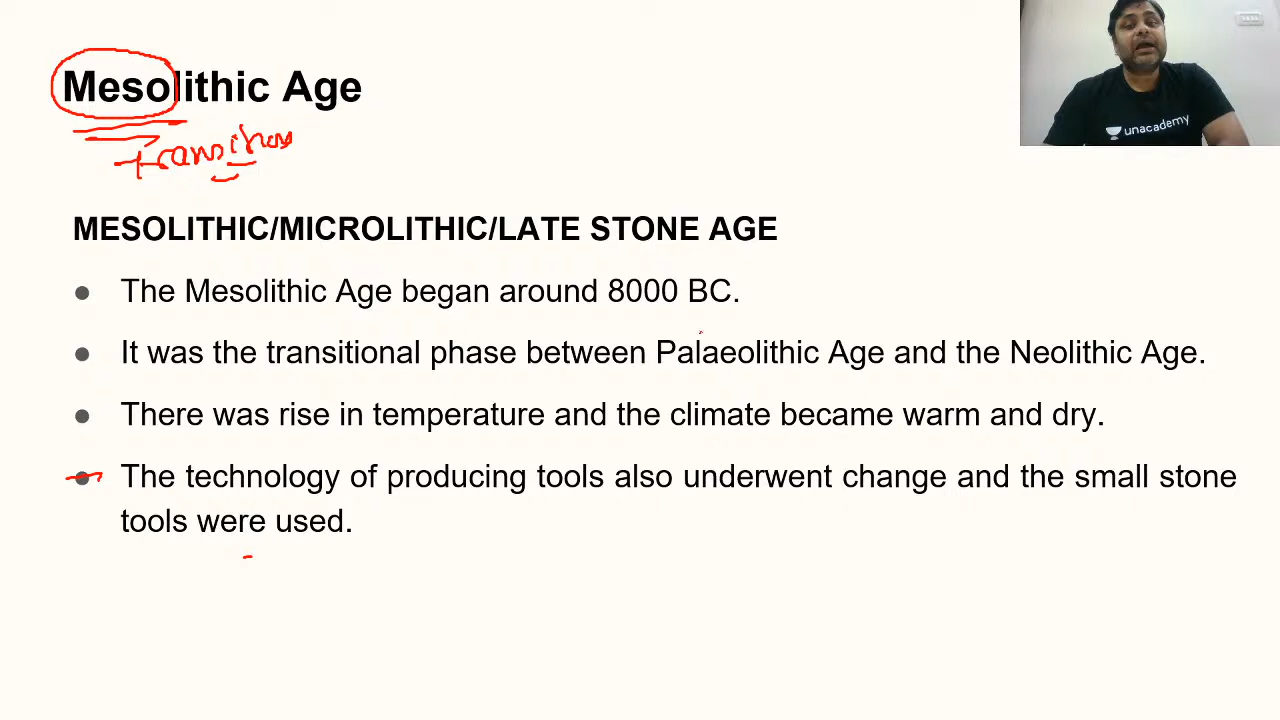 Mesolithic Age
unacademy
Transition
MESOLITHIC/MICROLITHIC/LATE STONE AGE
The Mesolithic Age began around 8000 BC.
It was the transitional phase between Palaeolithic Age and the Neolithic Age.
There was rise in temperature and the climate became warm and dry.
The technology of producing tools also underwent change and the small stone
tools were used.